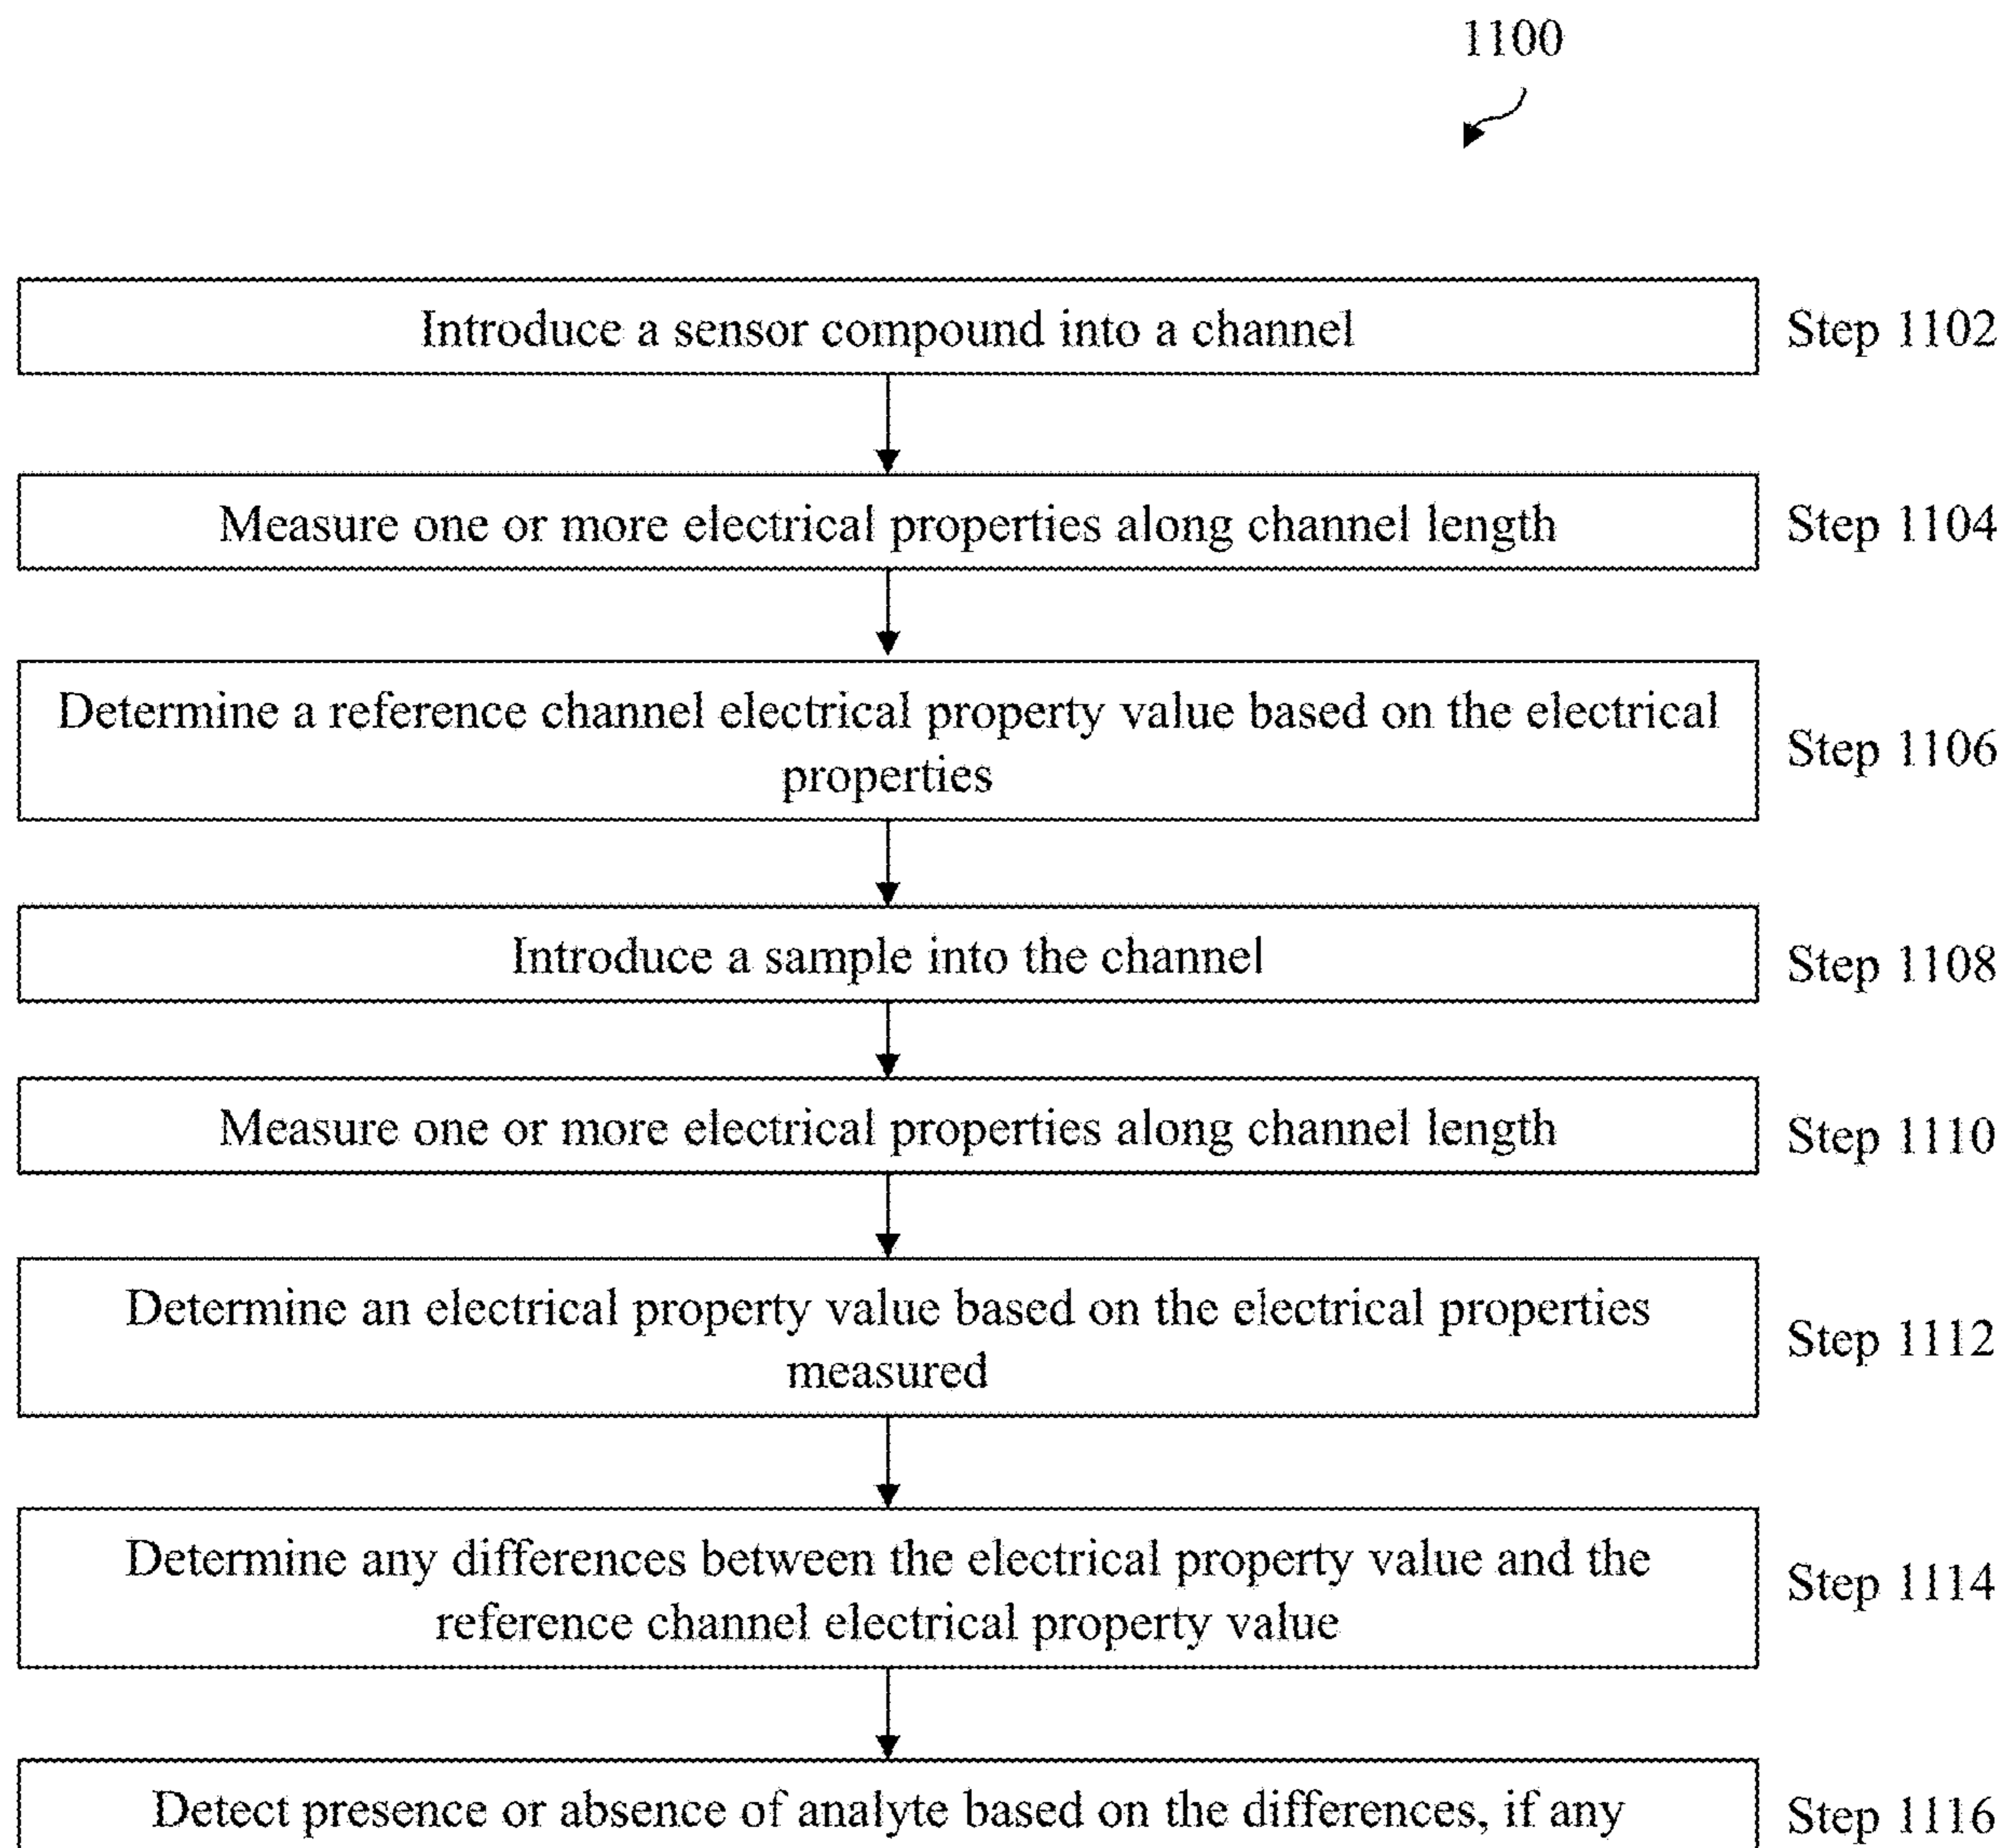 1100
Introduce a sensor compound into a channel
Step 1102
Measure one or more electrical properties along channel length
Step 1104
Determine a reference channel electrical property value based on the electrical
properties
Step 1106
Introduce a sample into the channel
Step 1108
Measure one or more electrical properties along channel length
Step 1110
Determine an electrical property value based on the electrical properties
measured
Step 1112
Determine any differences between the electrical property value and the
reference channel electrical property value
Step 1114
Detect presence or absence of analyte based on the differences, if any
Step 1116